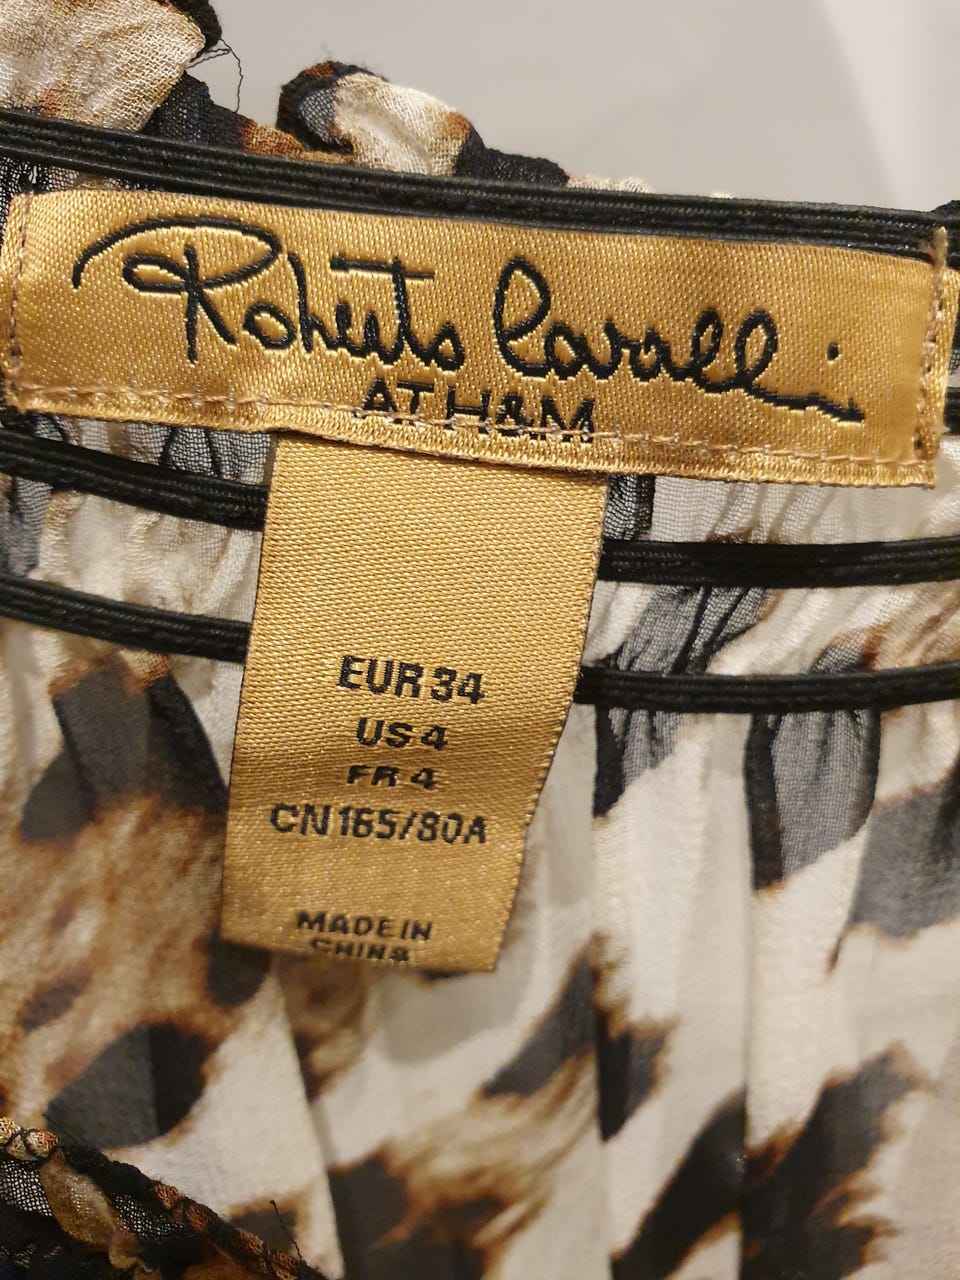 Roberto Cavalli
AT H&M
EUR 34
US 4
FR 4
CN 165/80A
MADE IN
CHINA